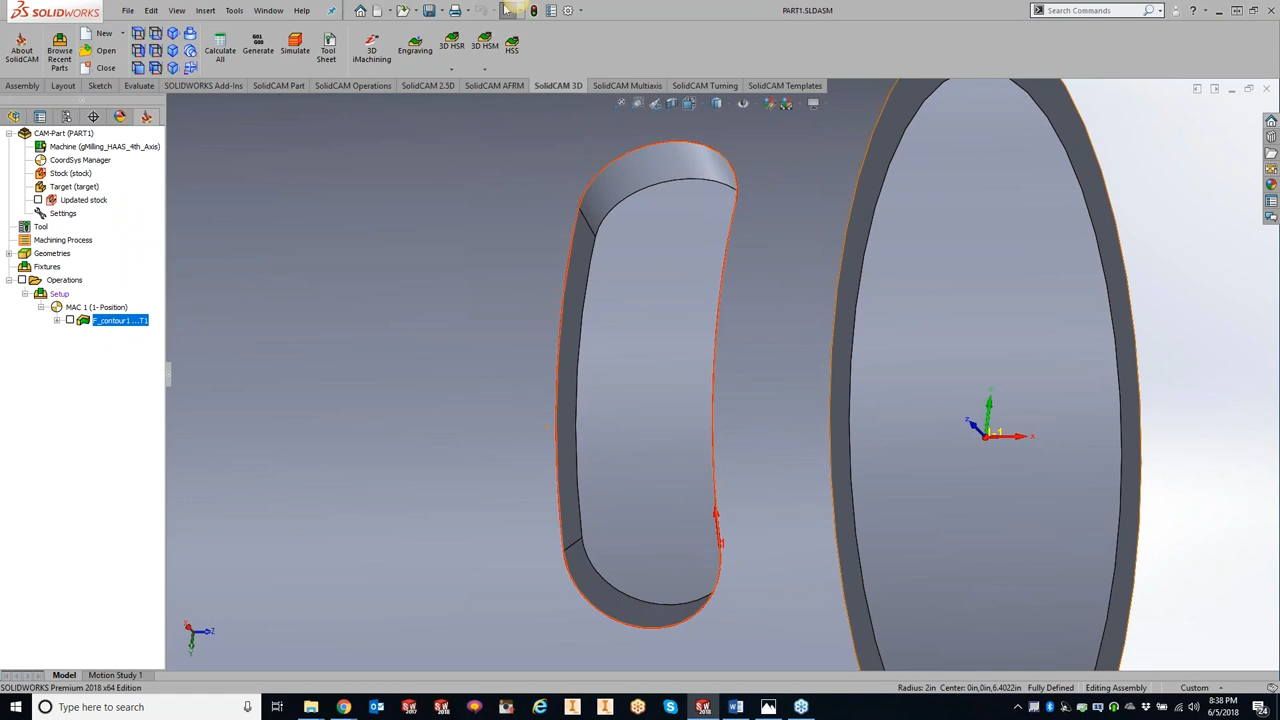 SOLIDWORKS
File Edit View Insert Tools Window Help
PART1.SLDASM
Search Commands
?
About SolidCAM
Browse Recent Parts
New
Open
Close
Calculate All
G01 G00
Generate
Simulate
Tool Sheet
3D iMachining
Engraving
3D HSR
3D HSM
HSS
Assembly Layout Sketch Evaluate SOLIDWORKS Add-Ins SolidCAM Part SolidCAM Operations SolidCAM 2.5D SolidCAM AFRM SolidCAM 3D SolidCAM Multiaxis SolidCAM Turning SolidCAM Templates
CAM-Part (PART1)
Machine (gMilling_HAAS_4th_Axis)
CoordSys Manager
Stock (stock)
Target (target)
Updated stock
Settings
Tool
Machining Process
Geometries
Fixtures
Operations
Setup
MAC 1 (1- Position)
F_contour1 ...T1
Z
Model Motion Study 1
SOLIDWORKS Premium 2018 x64 Edition
Radius: 2in Center: 0in,0in,6.4022in Fully Defined Editing Assembly Custom
Type here to search
8:38 PM
6/5/2018